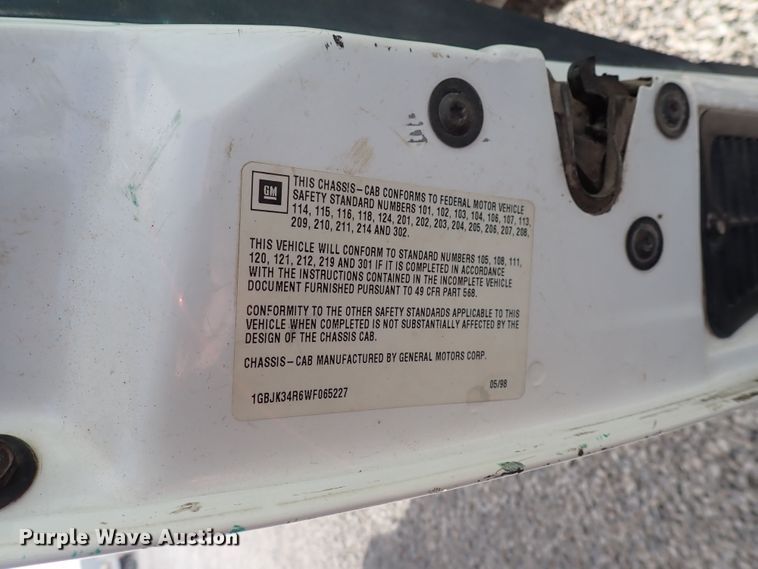 GM
THIS CHASSIS-CAB CONFORMS TO FEDERAL MOTOR VEHICLE
SAFETY STANDARD NUMBERS 101, 102, 103, 104, 106, 107, 113,
114, 115, 116, 118, 124, 201, 202, 203, 204, 205, 206, 207, 208,
209, 210, 211, 214 AND 302.
THIS VEHICLE WILL CONFORM TO STANDARD NUMBERS 105, 108, 111,
120, 121, 212, 219 AND 301 IF IT IS COMPLETED IN ACCORDANCE
WITH THE INSTRUCTIONS CONTAINED IN THE INCOMPLETE VEHICLE
DOCUMENT FURNISHED PURSUANT TO 49 CFR PART 568.
CONFORMITY TO THE OTHER SAFETY STANDARDS APPLICABLE TO THIS
VEHICLE WHEN COMPLETED IS NOT SUBSTANTIALLY AFFECTED BY THE
DESIGN OF THE CHASSIS CAB.
CHASSIS-CAB MANUFACTURED BY GENERAL MOTORS CORP.
1GBJK34R6WF065227 05/98
Purple Wave Auction